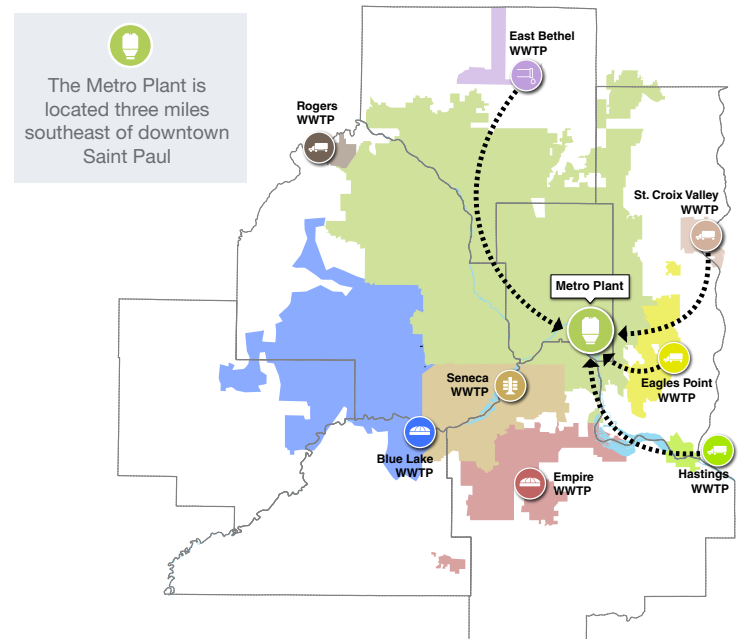 The Metro Plant is
located three miles
southeast of downtown
Saint Paul
East Bethel
WWTP
Rogers
WWTP
St. Croix Valley
WWTP
Metro Plant
Seneca
WWTP
Eagles Point
WWTP
Blue Lake
WWTP
Empire
WWTP
Hastings
WWTP